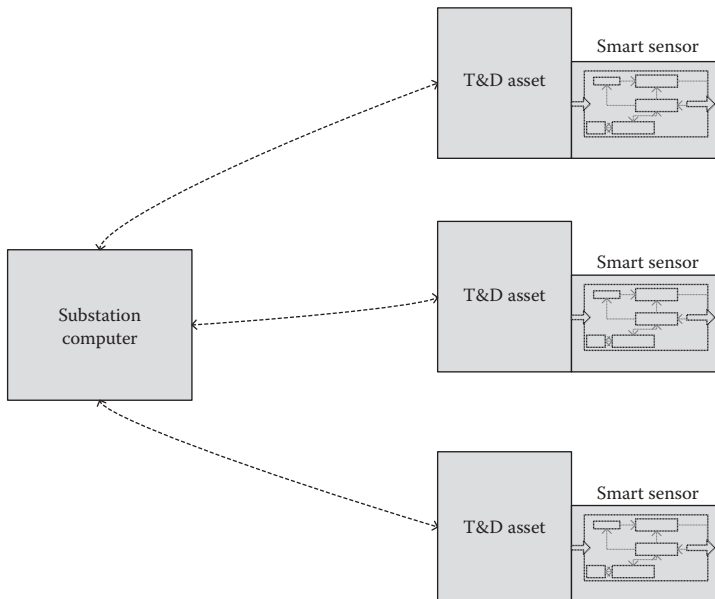 Smart sensor
T&D asset
Smart sensor
T&D asset
Substation
computer
Smart sensor
T&D asset